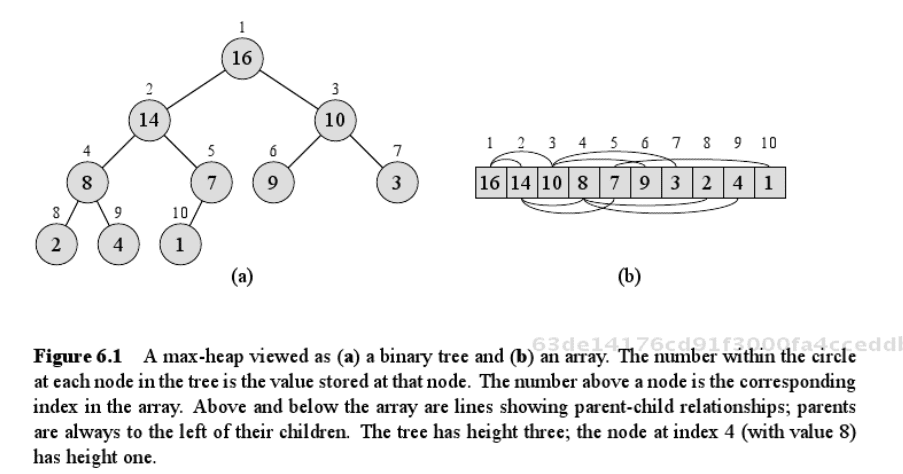 1
16
2 3
14 10
4 5 6 7
8 7 9 3
8 9 10
2 4 1
(a)
1 2 3 4 5 6 7 8 9 10
16 14 10 8 7 9 3 2 4 1
(b)
Figure 6.1 A max-heap viewed as (a) a binary tree and (b) an array. The number within the circle
at each node in the tree is the value stored at that node. The number above a node is the corresponding
index in the array. Above and below the array are lines showing parent-child relationships; parents
are always to the left of their children. The tree has height three; the node at index 4 (with value 8)
has height one.